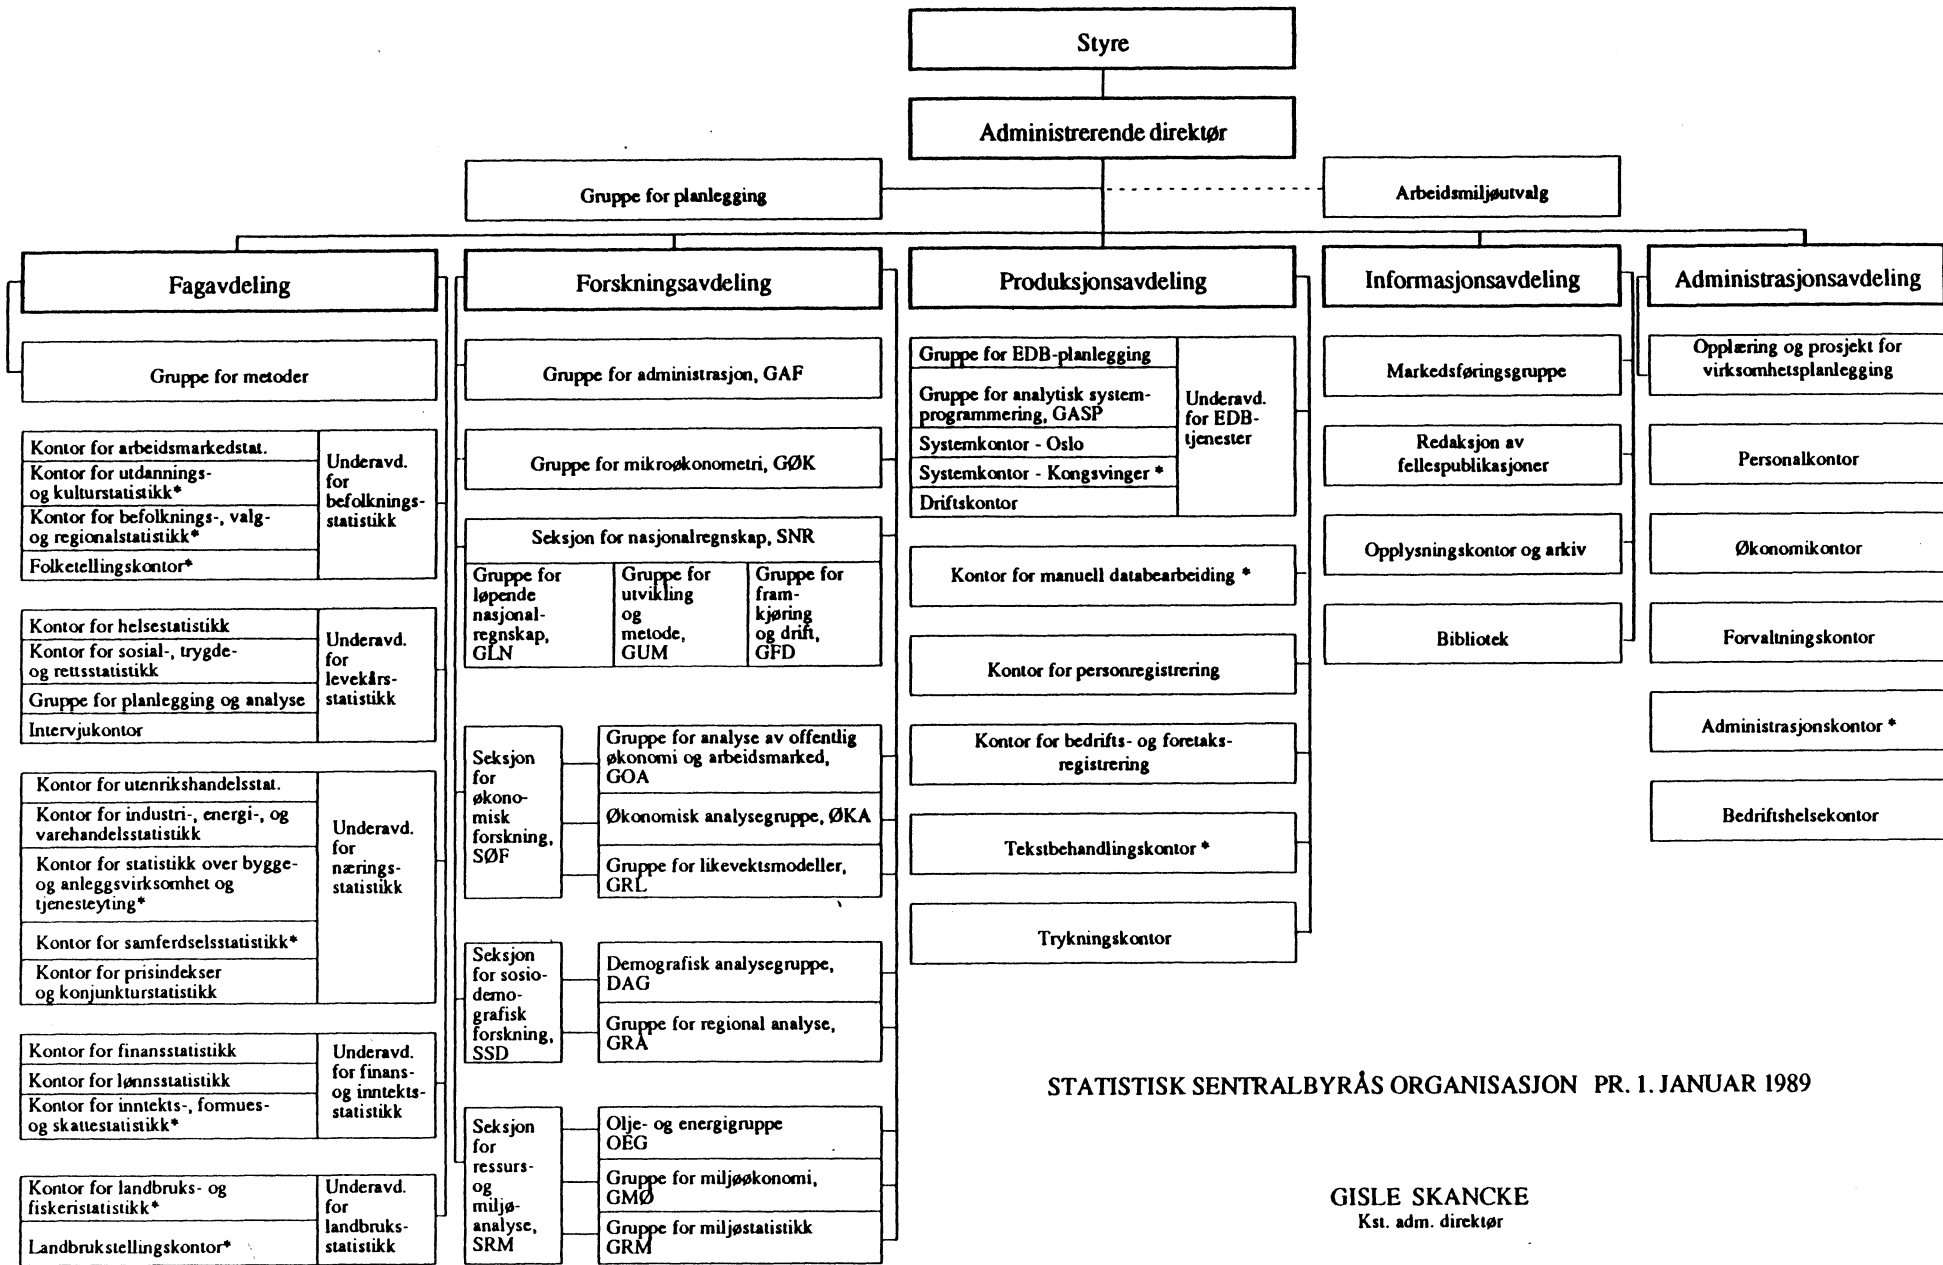 Styre
Administrerende direktør
Gruppe for planlegging
Arbeidsmiljøutvalg
Fagavdeling
Gruppe for metoder
Kontor for arbeidsmarkedstat.
Kontor for utdannings-
og kulturstatistikk*
Kontor for befolknings-, valg-
og regionalstatistikk*
Folketellingskontor*
Underavd.
for
befolknings-
statistikk
Kontor for helsestatistikk
Kontor for sosial-, trygde-
og rettsstatistikk
Gruppe for planlegging og analyse
Intervjukontor
Underavd.
for
levekårs-
statistikk
Kontor for utenrikshandelsstat.
Kontor for industri-, energi-, og
varehandelsstatistikk
Kontor for statistikk over bygge-
og anleggsvirksomhet og
tjenesteyting*
Kontor for samferdselsstatistikk*
Kontor for prisindekser
og konjunkturstatistikk
Underavd.
for
nærings-
statistikk
Kontor for finansstatistikk
Kontor for lønnsstatistikk
Kontor for inntekts-, formues-
og skattestatistikk*
Underavd.
for finans-
og inntekts-
statistikk
Kontor for landbruks- og
fiskeristatistikk*
Landbrukstellingskontor*
Underavd.
for
landbruks-
statistikk
Forskningsavdeling
Gruppe for administrasjon, GAF
Gruppe for mikroøkonometri, GØK
Seksjon for nasjonalregnskap, SNR
Gruppe for
løpende
nasjonal-
regnskap,
GLN
Gruppe for
utvikling
og
metode,
GUM
Gruppe for
fram-
kjøring
og drift,
GFD
Seksjon
for
økono-
misk
forskning,
SØF
Gruppe for analyse av offentlig
økonomi og arbeidsmarked,
GOA
Økonomisk analysegruppe, ØKA
Gruppe for likevektsmodeller,
GRL
Seksjon
for sosio-
demo-
grafisk
forskning,
SSD
Demografisk analysegruppe,
DAG
Gruppe for regional analyse,
GRA
Seksjon
for
ressurs-
og
miljø-
analyse,
SRM
Olje- og energigruppe
OEG
Gruppe for miljøøkonomi,
GMØ
Gruppe for miljøstatistikk
GRM
Produksjonsavdeling
Gruppe for EDB-planlegging
Gruppe for analytisk system-
programmering, GASP
Systemkontor - Oslo
Systemkontor - Kongsvinger *
Driftskontor
Underavd.
for EDB-
tjenester
Kontor for manuell databearbeiding *
Kontor for personregistrering
Kontor for bedrifts- og foretaks-
registrering
Tekstbehandlingskontor *
Trykningskontor
Informasjonsavdeling
Markedsføringsgruppe
Redaksjon av
fellespublikasjoner
Opplysningskontor og arkiv
Bibliotek
Administrasjonsavdeling
Opplæring og prosjekt for
virksomhetsplanlegging
Personalkontor
Økonomikontor
Forvaltningskontor
Administrasjonskontor *
Bedriftshelsekontor
STATISTISK SENTRALBYRÅS ORGANISASJON PR. 1. JANUAR 1989
GISLE SKANCKE
Kst. adm. direktør